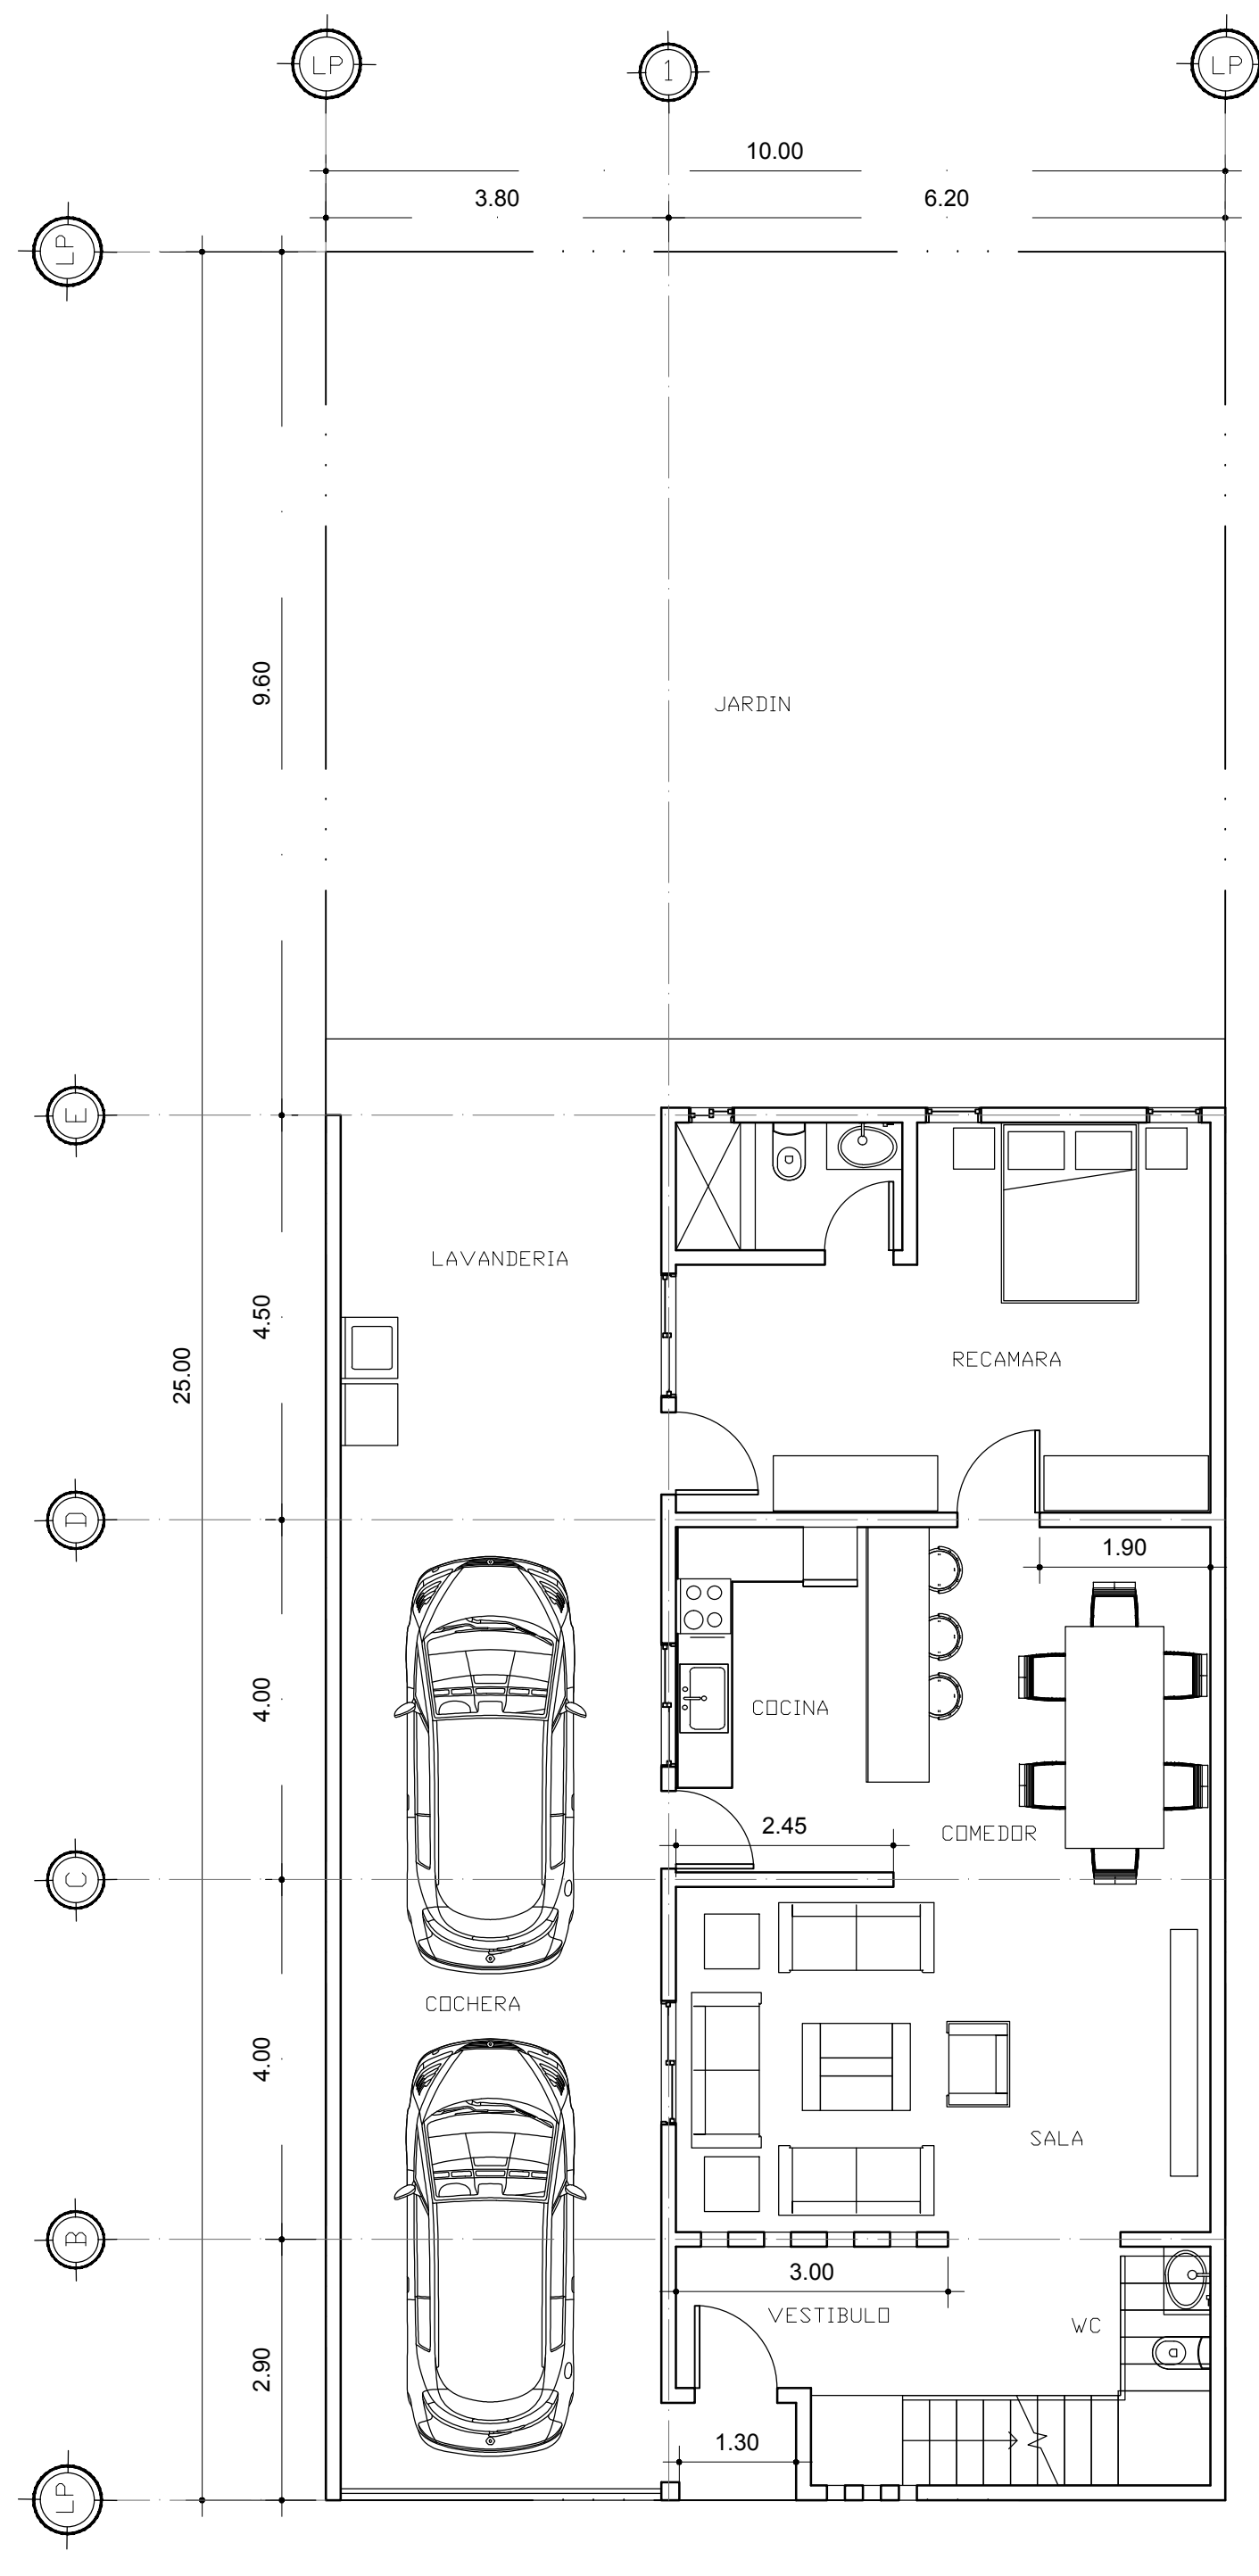 LP
1
LP
10.00
3.80
6.20
LP
9.60
JARDIN
E
LAVANDERIA
4.50
25.00
RECAMARA
D
1.90
4.00
COCINA
2.45
COMEDOR
C
COCHERA
4.00
SALA
B
3.00
VESTIBULO
WC
2.90
1.30
LP